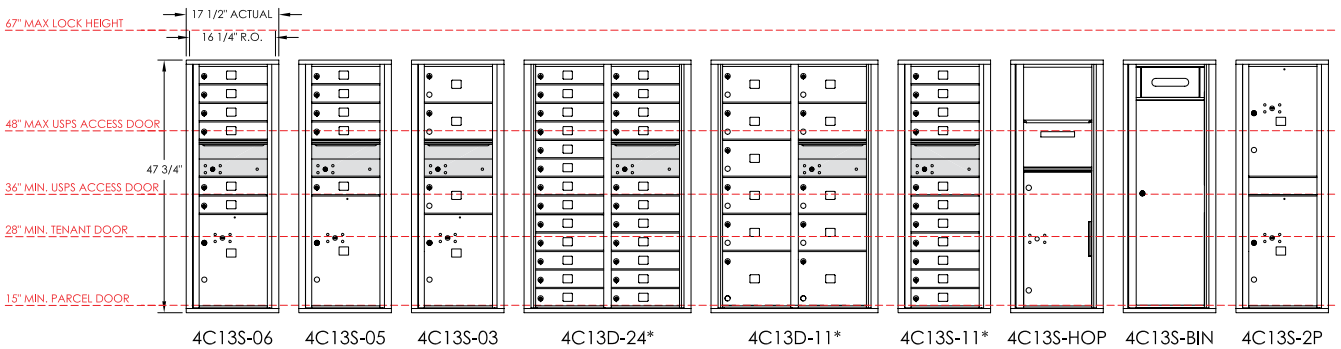 17 1/2" ACTUAL
67" MAX LOCK HEIGHT
16 1/4" R.O.
48" MAX USPS ACCESS DOOR
47 3/4"
36" MIN. USPS ACCESS DOOR
28" MIN. TENANT DOOR
15" MIN. PARCEL DOOR
4C13S-06 4C13S-05 4C13S-03 4C13D-24* 4C13D-11* 4C13S-11* 4C13S-HOP 4C13S-BIN 4C13S-2P